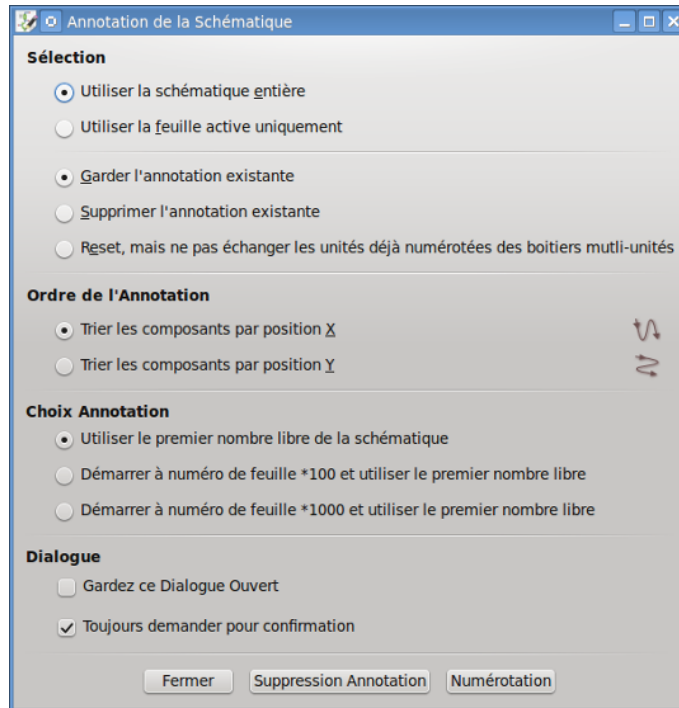 Annotation de la Schématique
Sélection
Utiliser la schématique entière
Utiliser la feuille active uniquement
Garder l'annotation existante
Supprimer l'annotation existante
Reset, mais ne pas échanger les unités déjà numérotées des boitiers mutli-unités
Ordre de l'Annotation
Trier les composants par position X
Trier les composants par position Y
Choix Annotation
Utiliser le premier nombre libre de la schématique
Démarrer à numéro de feuille *100 et utiliser le premier nombre libre
Démarrer à numéro de feuille *1000 et utiliser le premier nombre libre
Dialogue
Gardez ce Dialogue Ouvert
Toujours demander pour confirmation
Fermer Suppression Annotation Numérotation